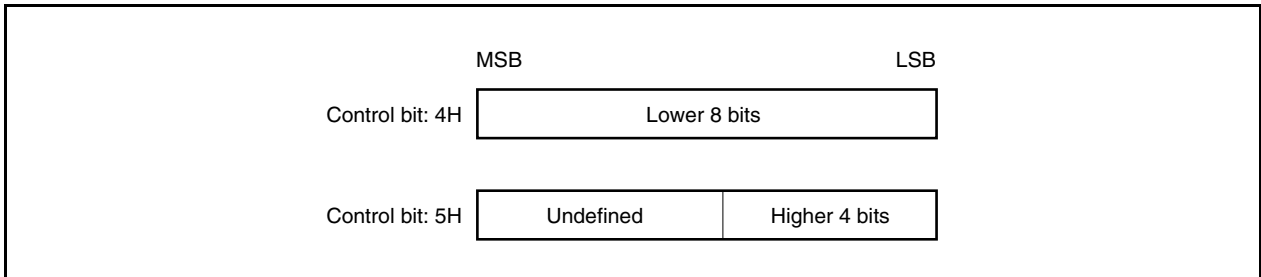 MSB LSB
Control bit: 4H Lower 8 bits
Control bit: 5H Undefined Higher 4 bits